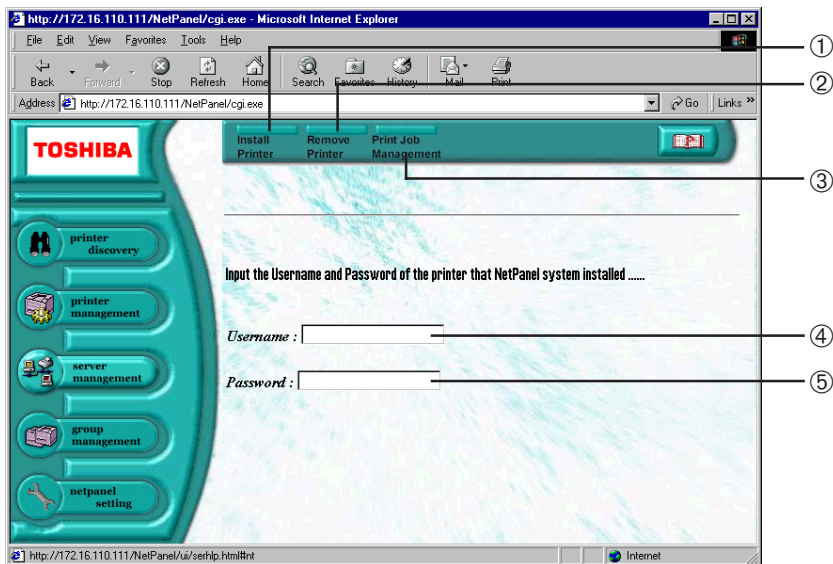 http://172.16.110.111/NetPanel/cgi.exe - Microsoft Internet Explorer
File Edit View Favorites Tools Help
Back Forward Stop Refresh Home Search Favorites History Mail Print
Address http://172.16.110.111/NetPanel/cgi.exe Go Links »
TOSHIBA
Install Printer
Remove Printer
Print Job Management
printer discovery
printer management
server management
group management
netpanel setting
Input the Username and Password of the printer that NetPanel system installed ......
Username :
Password :
http://172.16.110.111/NetPanel/ui/serhlp.html#nt Internet
①
②
③
④
⑤